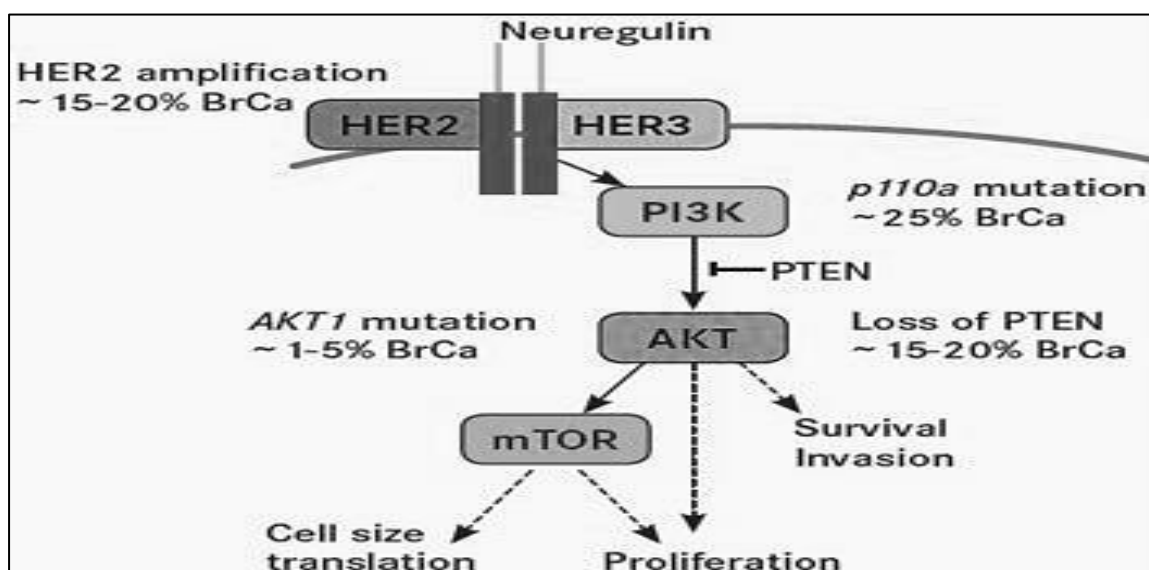 Neuregulin
HER2 amplification
~ 15-20% BrCa
HER2
HER3
PI3K
p110a mutation
~ 25% BrCa
PTEN
AKT1 mutation
~ 1-5% BrCa
AKT
Loss of PTEN
~ 15-20% BrCa
mTOR
Survival
Invasion
Cell size
translation
Proliferation